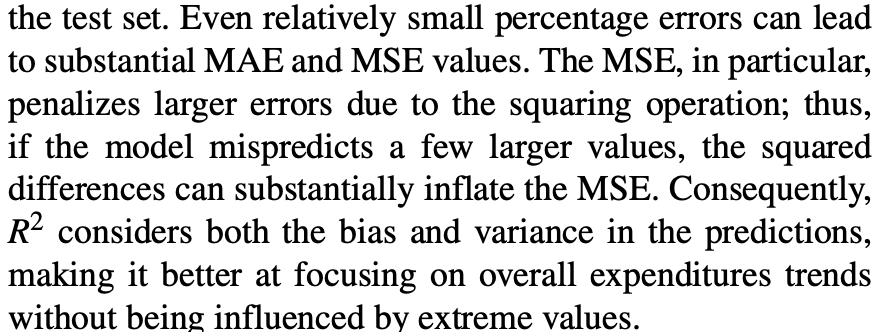 the test set. Even relatively small percentage errors can lead
to substantial MAE and MSE values. The MSE, in particular,
penalizes larger errors due to the squaring operation; thus,
if the model mispredicts a few larger values, the squared
differences can substantially inflate the MSE. Consequently,
R² considers both the bias and variance in the predictions,
making it better at focusing on overall expenditures trends
without being influenced by extreme values.